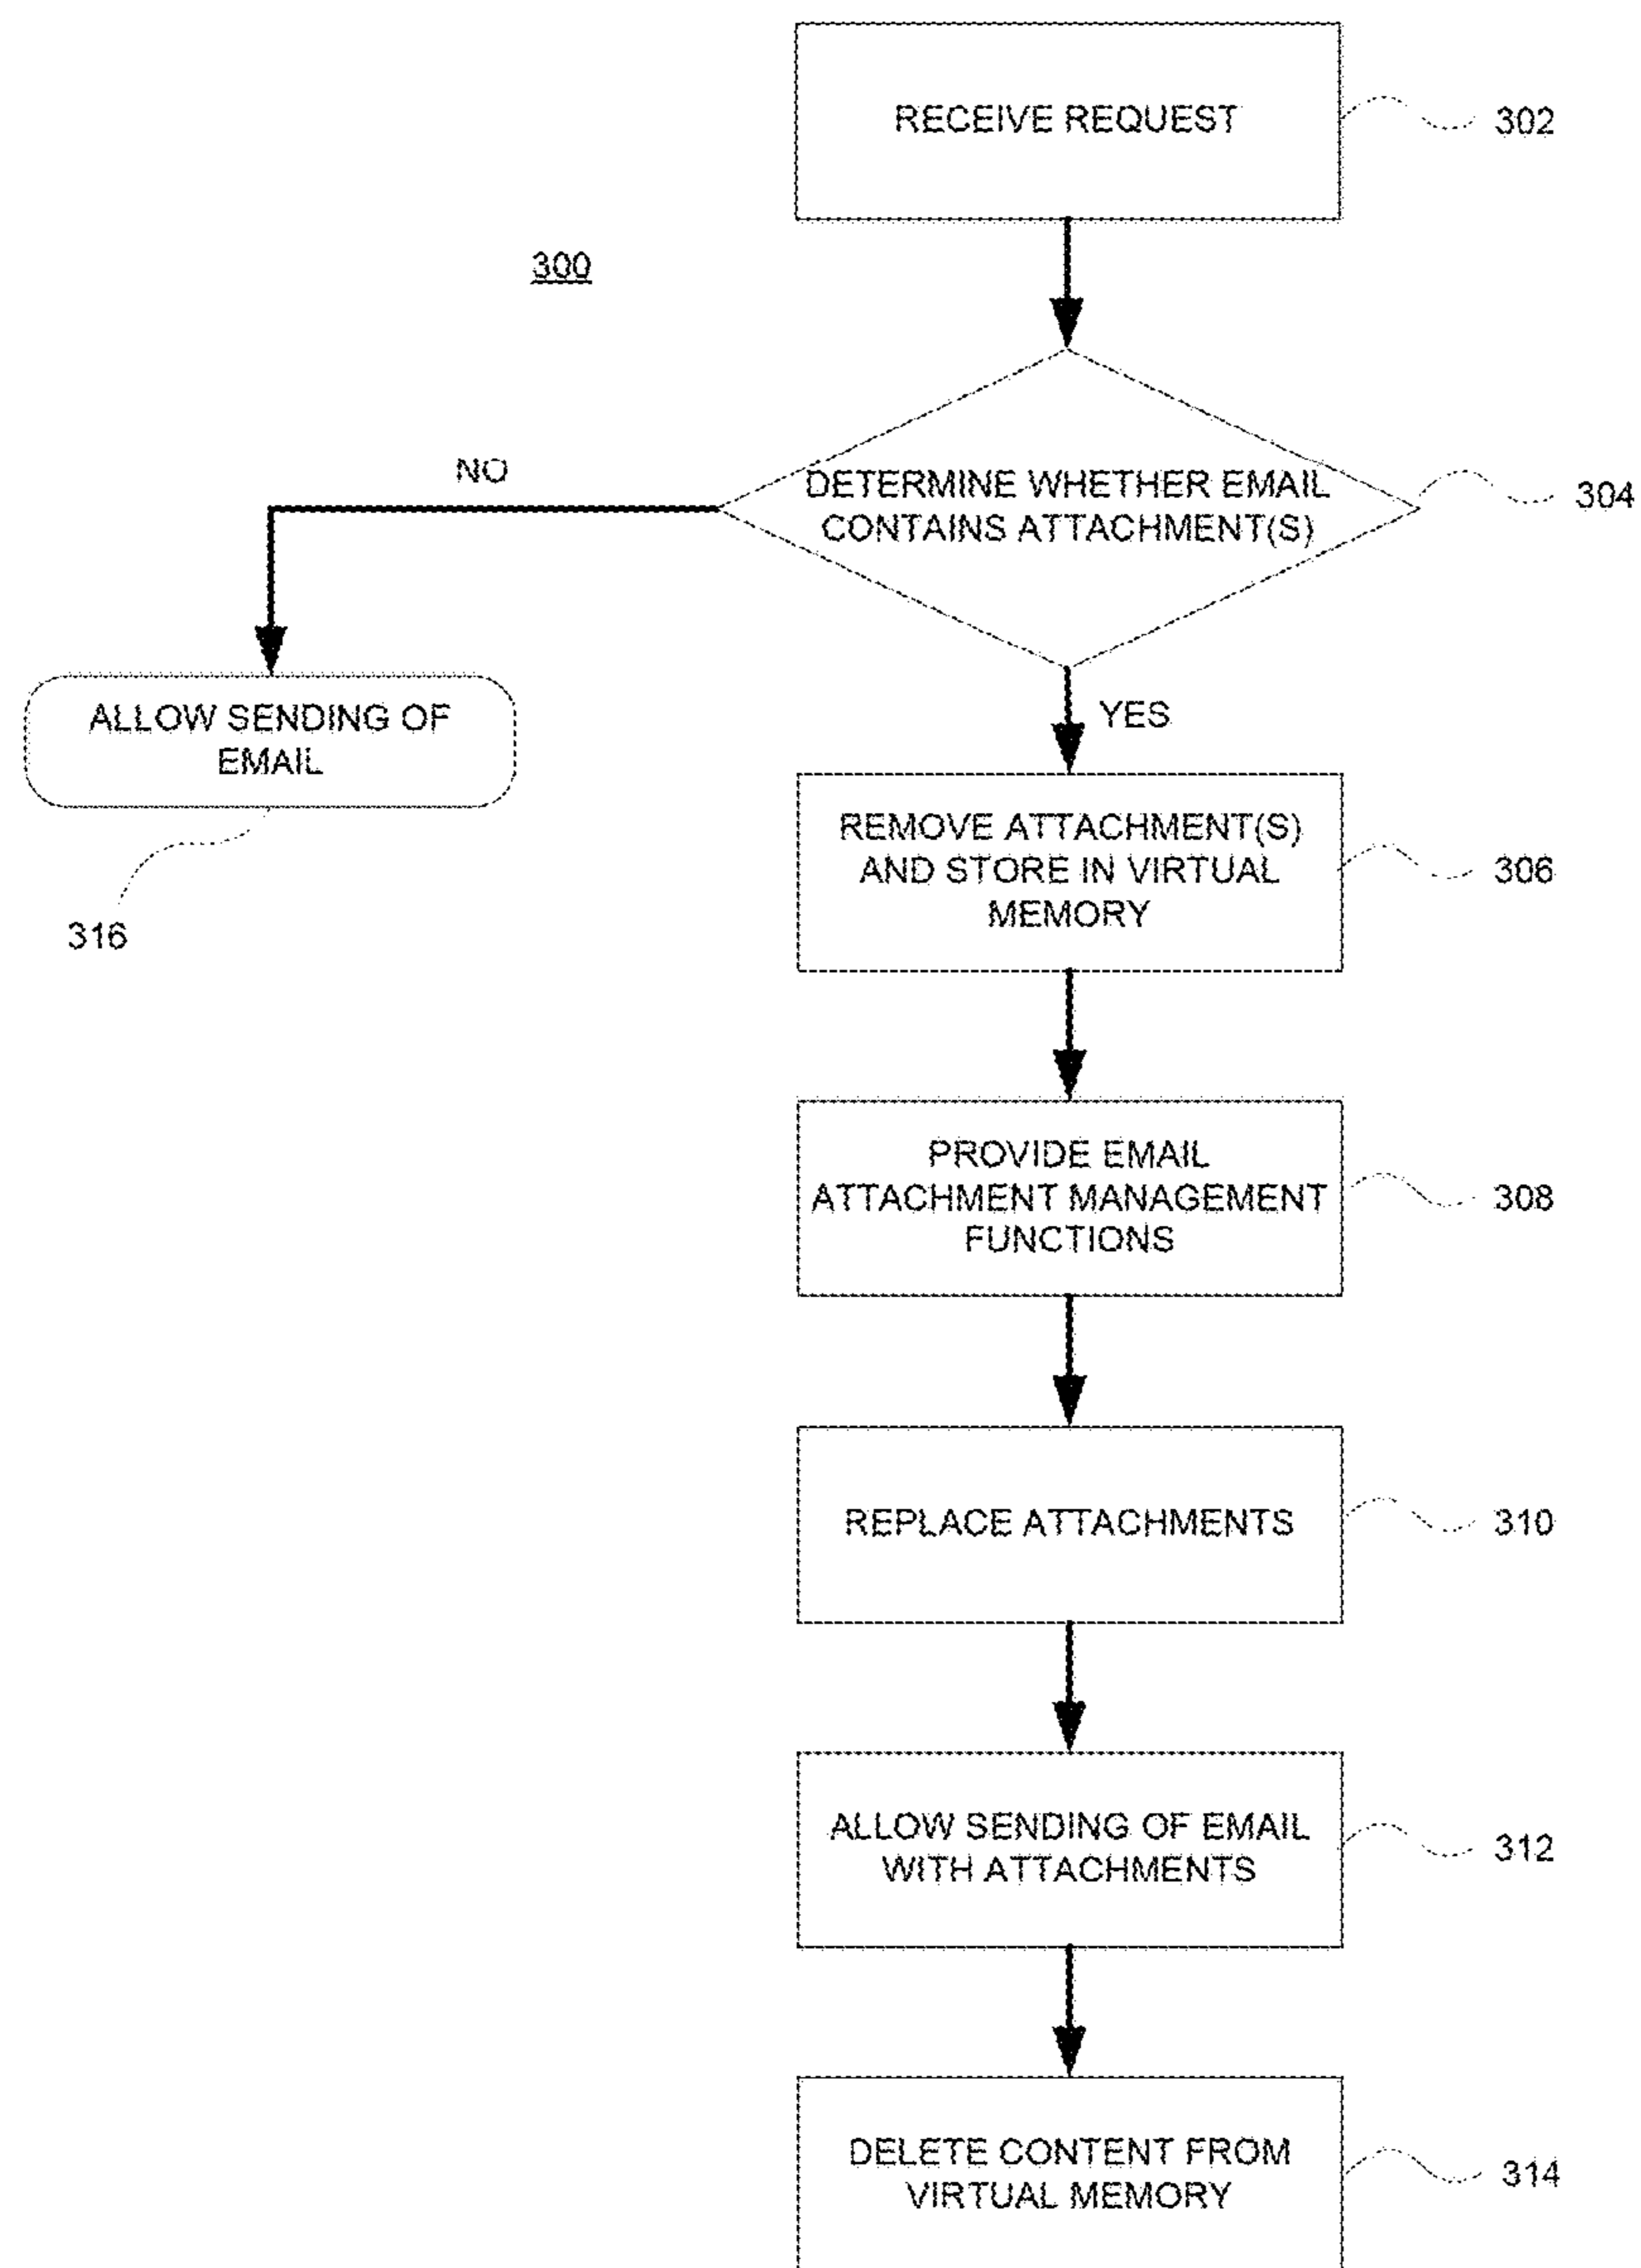 RECEIVE REQUEST
302
300
DETERMINE WHETHER EMAIL
CONTAINS ATTACHMENT(S)
304
NO
YES
ALLOW SENDING OF
EMAIL
316
REMOVE ATTACHMENT(S)
AND STORE IN VIRTUAL
MEMORY
306
PROVIDE EMAIL
ATTACHMENT MANAGEMENT
FUNCTIONS
308
REPLACE ATTACHMENTS
310
ALLOW SENDING OF EMAIL
WITH ATTACHMENTS
312
DELETE CONTENT FROM
VIRTUAL MEMORY
314